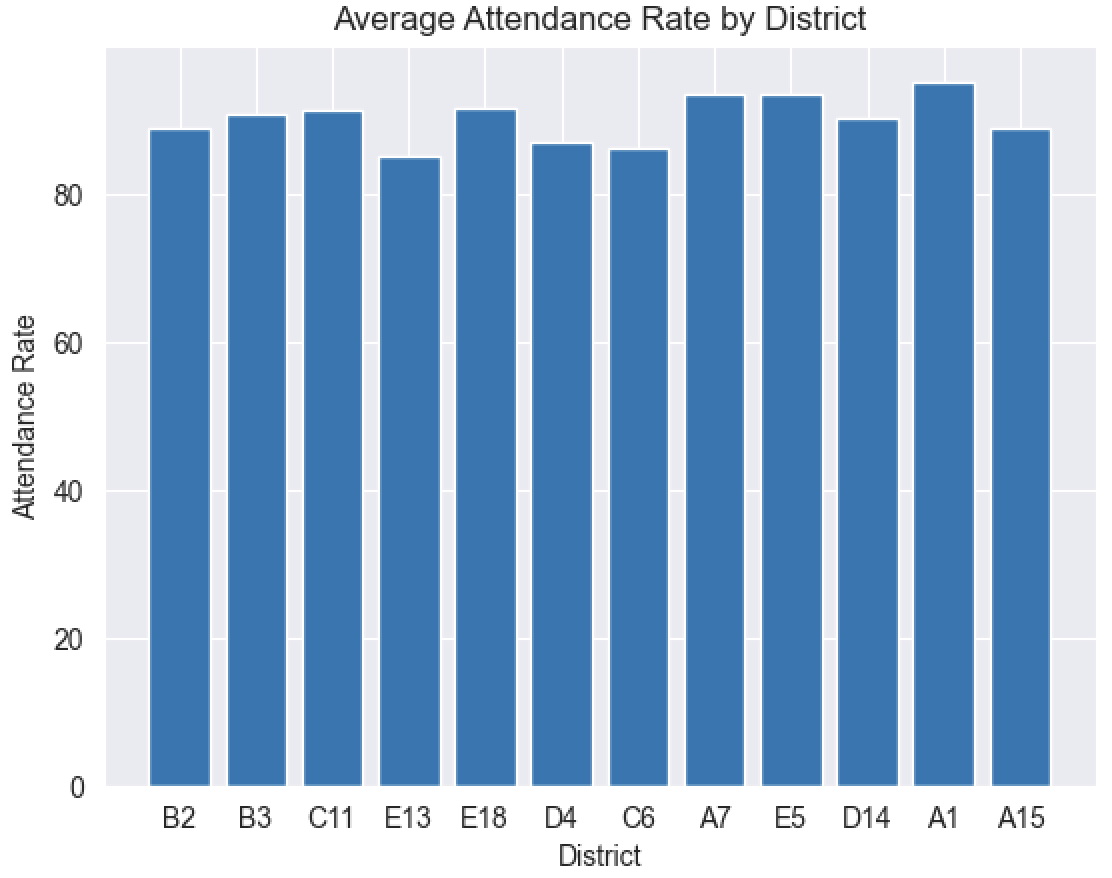 Average Attendance Rate by District
Attendance Rate
80
60
40
20
0
B2 B3 C11 E13 E18 D4 C6 A7 E5 D14 A1 A15
District